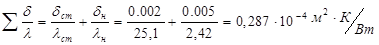 ∑ δ/λ = δст/λст + δн/λн = 0.002/25,1 + 0.005/2,42 = 0,287 · 10⁻⁴ м² · К/Вт